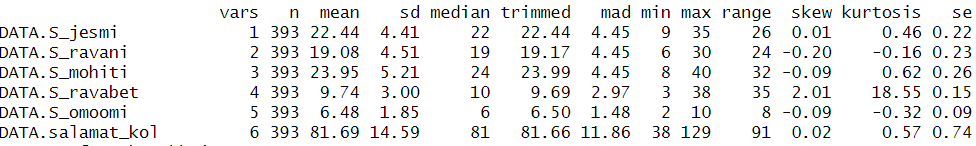 vars n mean sd median trimmed mad min max range skew kurtosis se
DATA.S_jesmi 1 393 22.44 4.41 22 22.44 4.45 9 35 26 0.01 0.46 0.22
DATA.S_ravani 2 393 19.08 4.51 19 19.17 4.45 6 30 24 -0.20 -0.16 0.23
DATA.S_mohiti 3 393 23.95 5.21 24 23.99 4.45 8 40 32 -0.09 0.62 0.26
DATA.S_ravabet 4 393 9.74 3.00 10 9.69 2.97 3 38 35 2.01 18.55 0.15
DATA.S_omoomi 5 393 6.48 1.85 6 6.50 1.48 2 10 8 -0.09 -0.32 0.09
DATA.salamat_kol 6 393 81.69 14.59 81 81.66 11.86 38 129 91 0.02 0.57 0.74